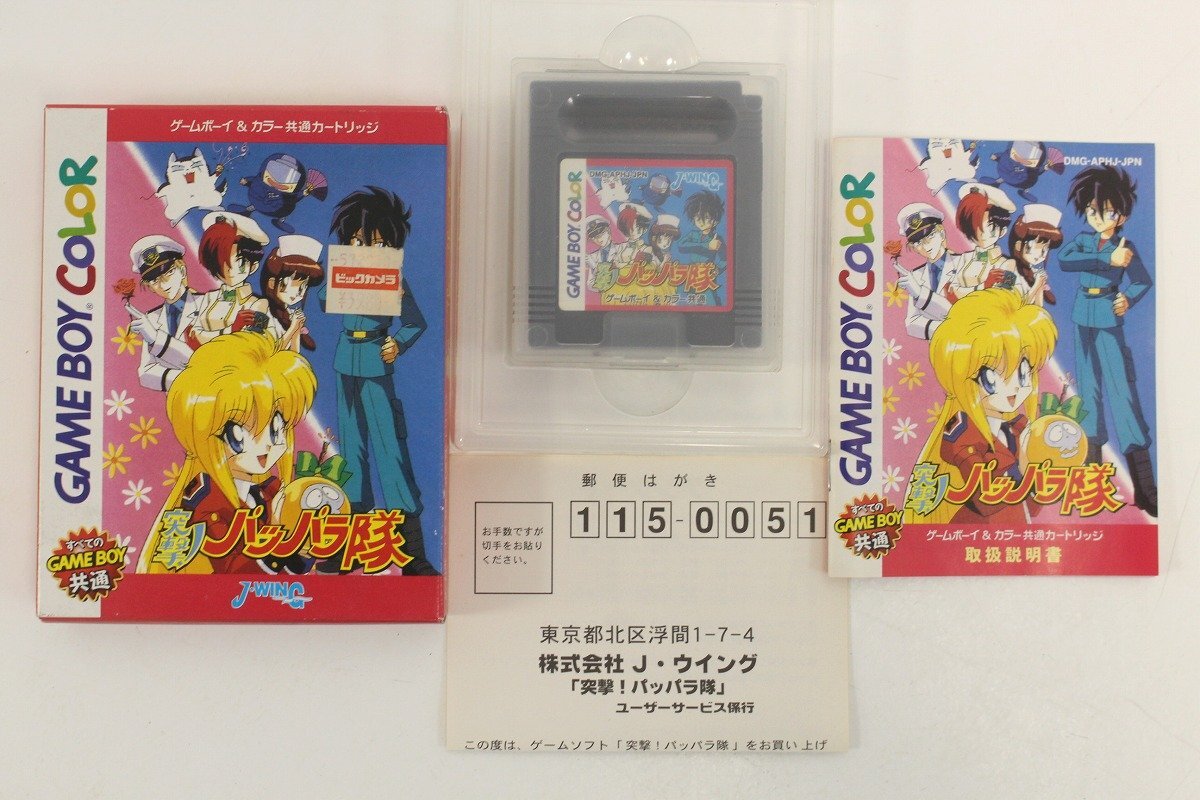 ゲームボーイ & カラー共通カートリッジ
GAME BOY COLOR
ビックカメラ
突撃!パッパラ隊
すべての
GAME BOY
共通
J-WING
DMG-APHJ-JPN
J-WING
GAME BOY COLOR
突撃!パッパラ隊
ゲームボーイ & カラー共通
DMG-APHJ-JPN
GAME BOY COLOR
突撃!パッパラ隊
すべての
GAME BOY
共通
ゲームボーイ & カラー共通カートリッジ
取扱説明書
郵便はがき
お手数ですが
切手をお貼り
ください。
115-0051
東京都北区浮間1-7-4
株式会社 J・ウイング
「突撃!パッパラ隊」
ユーザーサービス係行
この度は、ゲームソフト「突撃!パッパラ隊」をお買い上げ